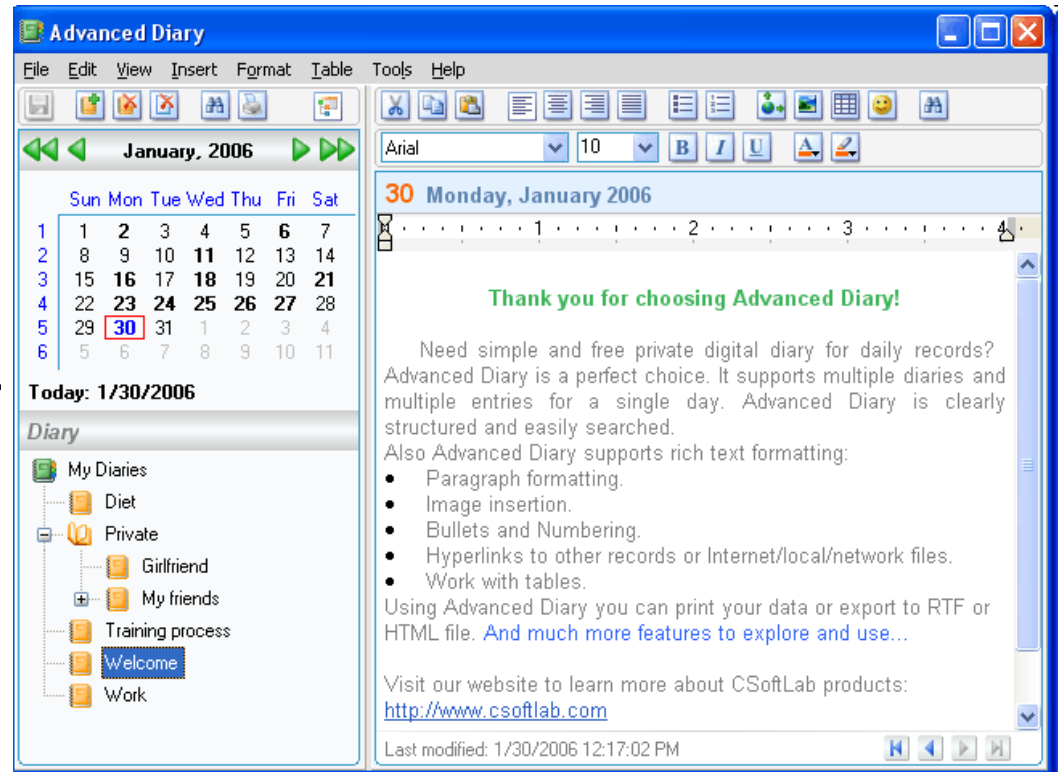 Advanced Diary
File Edit View Insert Format Table Tools Help
January, 2006
Sun Mon Tue Wed Thu Fri Sat
1 1 2 3 4 5 6 7
2 8 9 10 11 12 13 14
3 15 16 17 18 19 20 21
4 22 23 24 25 26 27 28
5 29 30 31 1 2 3 4
6 5 6 7 8 9 10 11
Today: 1/30/2006
Diary
My Diaries
Diet
Private
Girlfriend
My friends
Training process
Welcome
Work
Arial 10 B I U A
30 Monday, January 2006
1 2 3 4
Thank you for choosing Advanced Diary!
Need simple and free private digital diary for daily records?
Advanced Diary is a perfect choice. It supports multiple diaries and
multiple entries for a single day. Advanced Diary is clearly
structured and easily searched.
Also Advanced Diary supports rich text formatting:
• Paragraph formatting.
• Image insertion.
• Bullets and Numbering.
• Hyperlinks to other records or Internet/local/network files.
• Work with tables.
Using Advanced Diary you can print your data or export to RTF or
HTML file. And much more features to explore and use...
Visit our website to learn more about CSoftLab products:
http://www.csoftlab.com
Last modified: 1/30/2006 12:17:02 PM